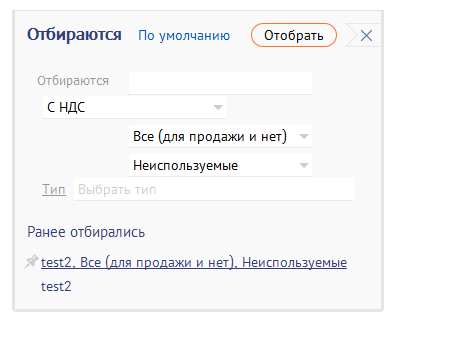 Отбираются По умолчанию Отобрать
Отбираются
С НДС
Все (для продажи и нет)
Неиспользуемые
Тип Выбрать тип
Ранее отбирались
test2, Все (для продажи и нет), Неиспользуемые
test2